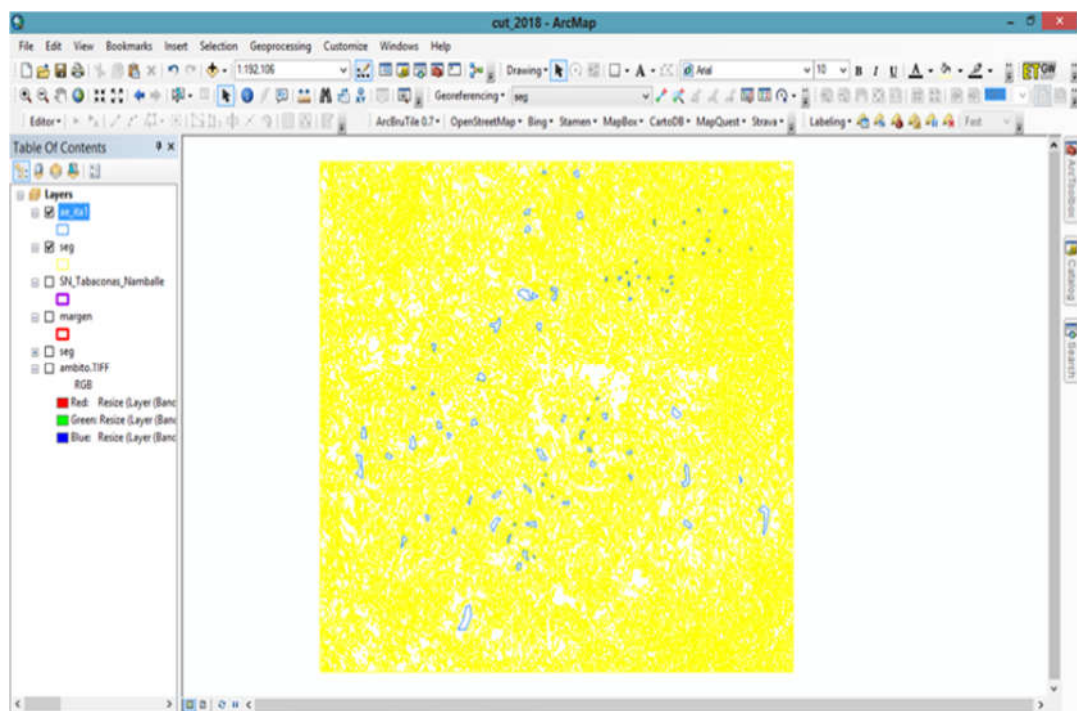 cut_2018 - ArcMap
File Edit View Bookmarks Insert Selection Geoprocessing Customize Windows Help
1:192,106 Drawing Arial 10 B I U A ET GW
Georeferencing seg
Editor ArcBruTile 0.7 OpenStreetMap Bing Stamen MapBox CartoDB MapQuest Strava Labeling Fast
Table Of Contents
Layers
seg
SN_Tabaconas_Namballe
margen
seg
ambito.TIFF
RGB
Red: Resize (Layer (Banc
Green: Resize (Layer (Banc
Blue: Resize (Layer (Banc
ArcToolbox
Catalog
Search